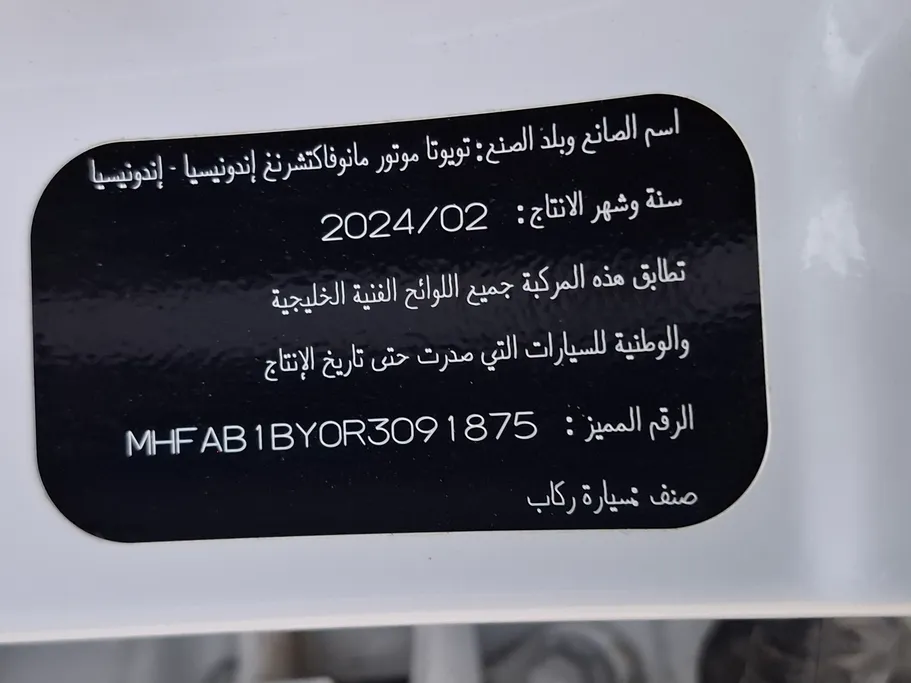 اسم الصانع وبلد الصنع: تويوتا موتور مانوفاكتشرنغ إندونيسيا - إندونيسيا
سنة وشهر الانتاج: 2024/02
تطابق هذه المركبة جميع اللوائح الفنية الخليجية
والوطنية للسيارات التي صدرت حتى تاريخ الإنتاج
الرقم المميز: MHFAB1BY0R3091875
صنف :سيارة ركاب